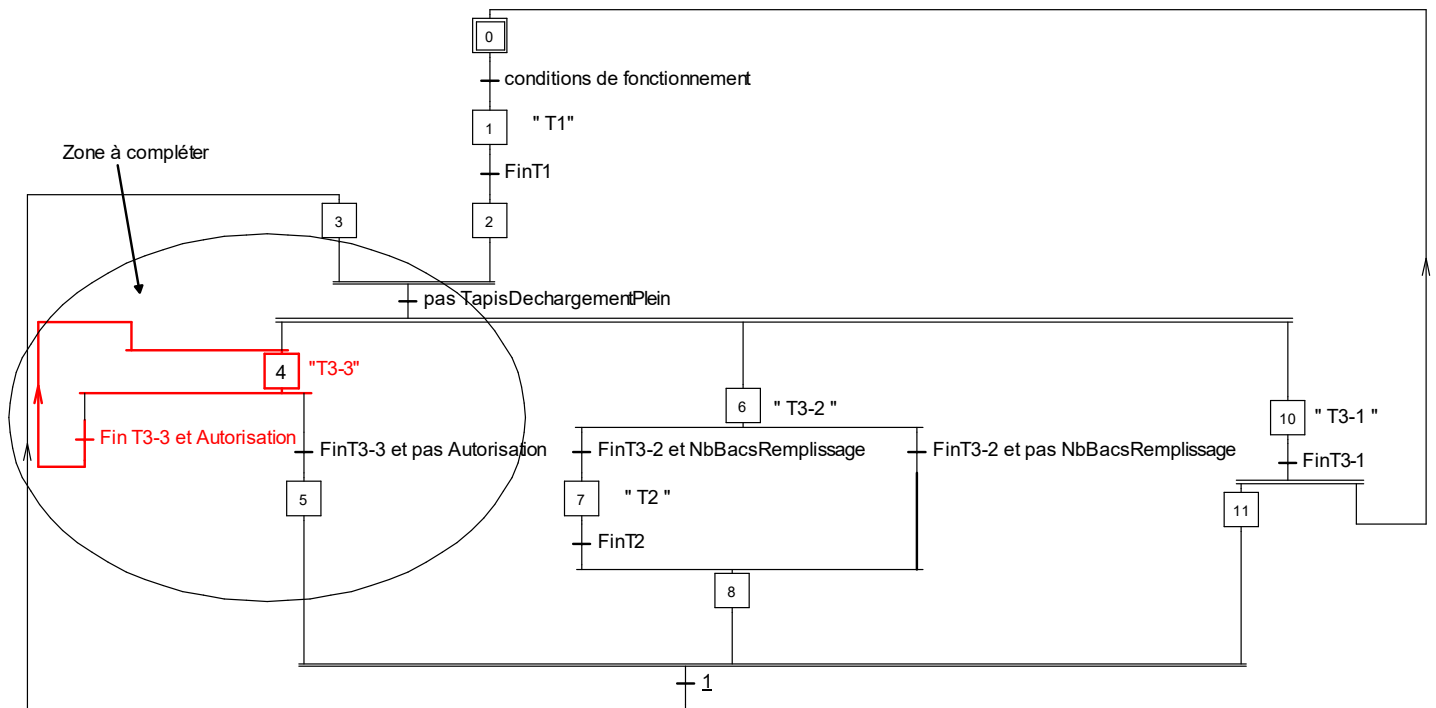 0
conditions de fonctionnement
1
" T1"
Zone à compléter
FinT1
3
2
pas TapisDechargementPlein
4
"T3-3"
6
" T3-2 "
10
" T3-1 "
Fin T3-3 et Autorisation
FinT3-3 et pas Autorisation
FinT3-2 et NbBacsRemplissage
FinT3-2 et pas NbBacsRemplissage
FinT3-1
5
7
" T2 "
11
FinT2
8
1